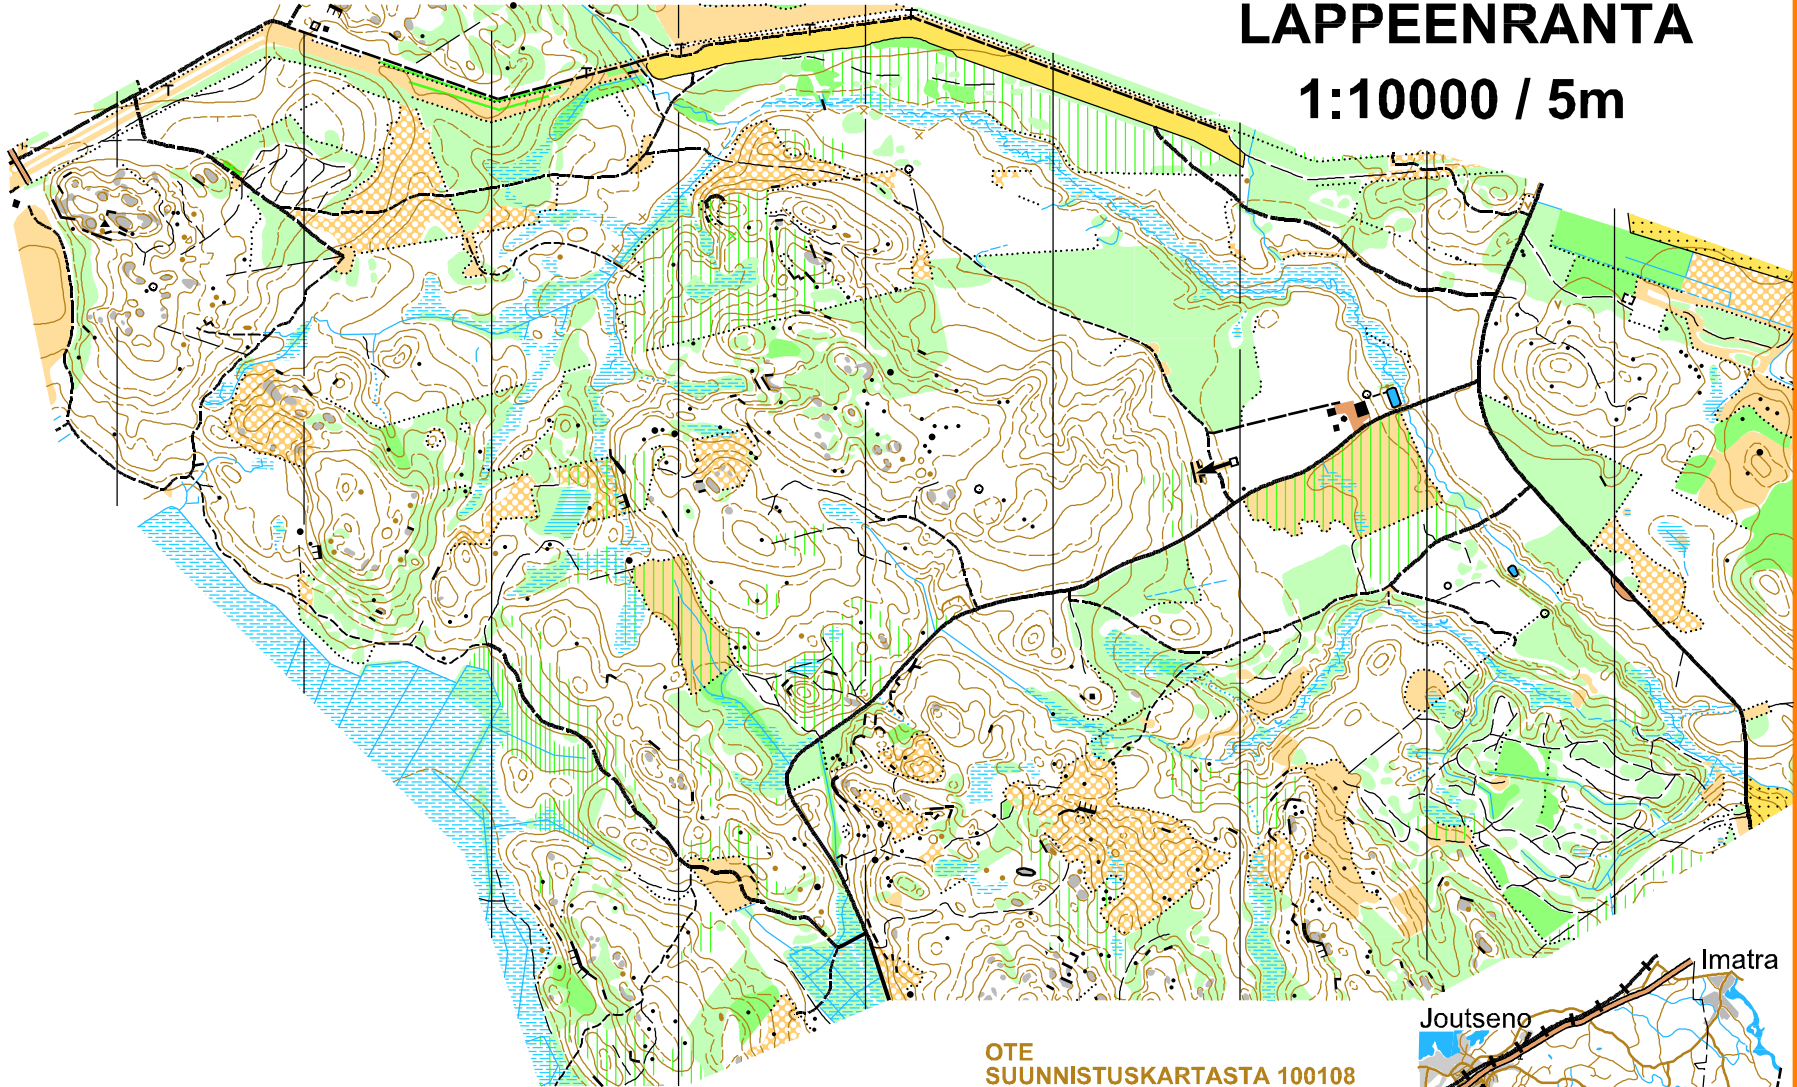 LAPPEENRANTA
1:10000 / 5m
Imatra
Joutseno
OTE
SUUNNISTUSKARTASTA 100108